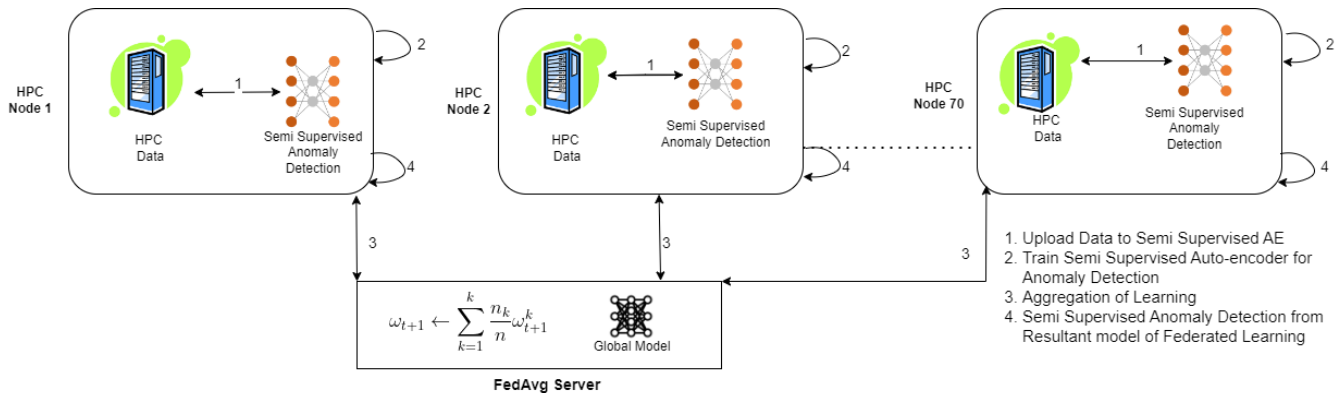 HPC
Node 1
1
HPC
Data
Semi Supervised
Anomaly
Detection
2
4
HPC
Node 2
1
HPC
Data
Semi Supervised
Anomaly Detection
2
4
HPC
Node 70
1
HPC
Data
Semi Supervised
Anomaly
Detection
2
4
3
3
3
ω_{t+1} ← \sum_{k=1}^{k} \frac{n_k}{n} ω_{t+1}^k
Global Model
FedAvg Server
1. Upload Data to Semi Supervised AE
2. Train Semi Supervised Auto-encoder for
Anomaly Detection
3. Aggregation of Learning
4. Semi Supervised Anomaly Detection from
Resultant model of Federated Learning